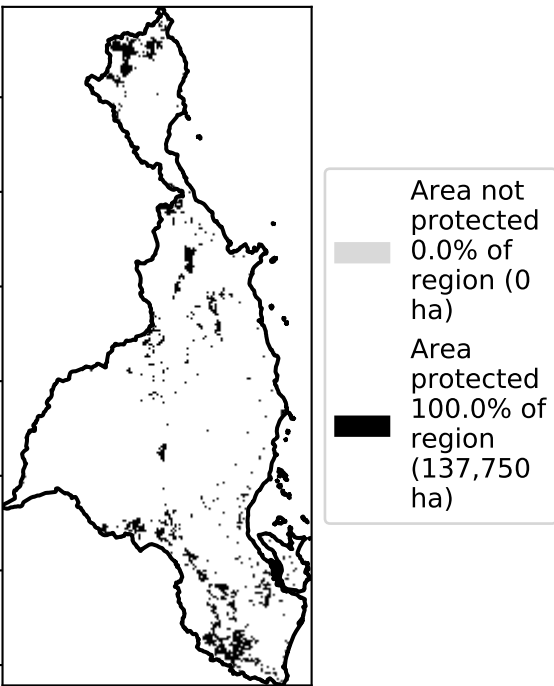 Area not
protected
0.0% of
region (0
ha)
Area
protected
100.0% of
region
(137,750
ha)